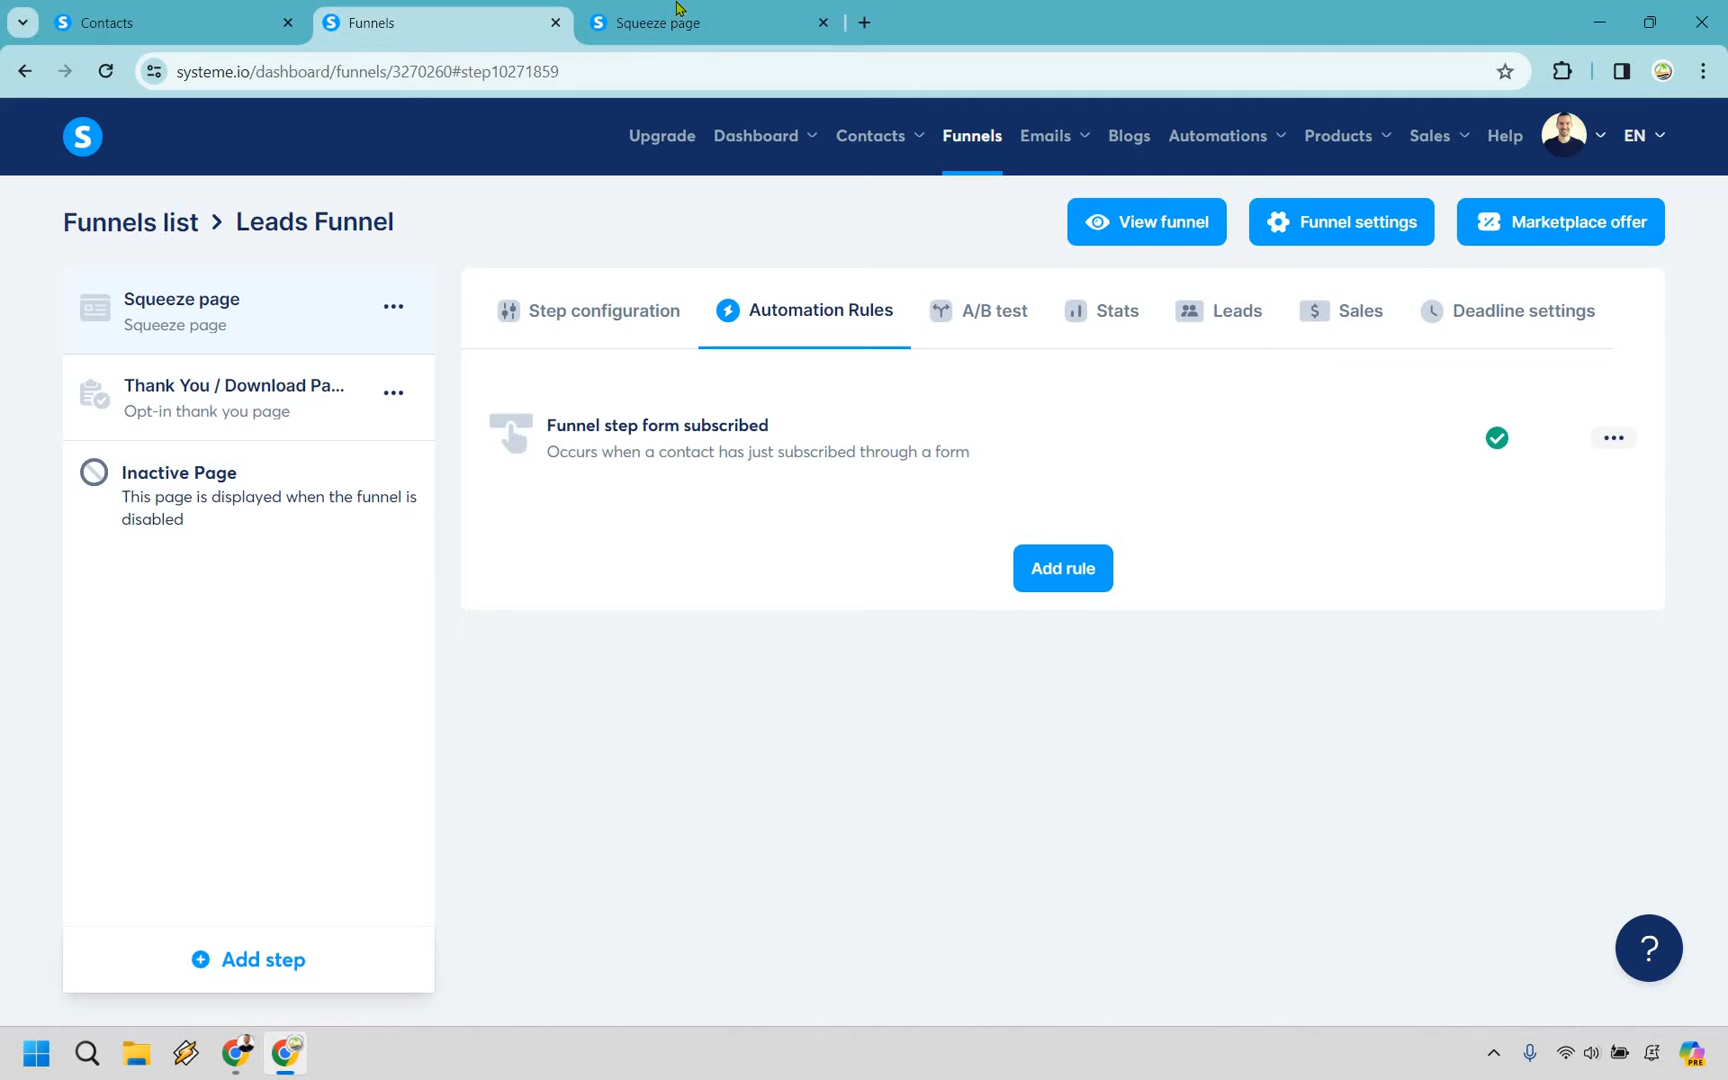 Contacts
Funnels
Squeeze page
systeme.io/dashboard/funnels/3270260#step10271859
S
Upgrade
Dashboard
Contacts
Funnels
Emails
Blogs
Automations
Products
Sales
Help
EN
Funnels list > Leads Funnel
View funnel
Funnel settings
Marketplace offer
Squeeze page
Squeeze page
Thank You / Download Pa...
Opt-in thank you page
Inactive Page
This page is displayed when the funnel is
disabled
Add step
Step configuration
Automation Rules
A/B test
Stats
Leads
Sales
Deadline settings
Funnel step form subscribed
Occurs when a contact has just subscribed through a form
Add rule
?
PRE